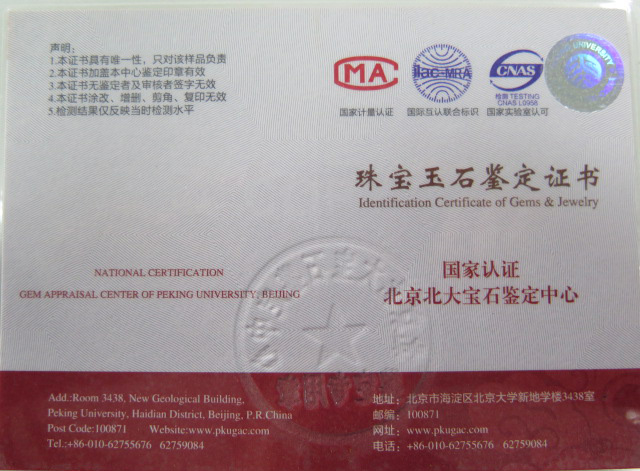 声明：
1.本证书具有唯一性，只对该样品负责
2.本证书加盖本中心鉴定印章有效
3.本证书无鉴定者及审核者签字无效
4.本证书涂改、增删、剪角、复印无效
5.检测结果仅反映当时检测水平
MA
国家计量认证
ilac-MRA
国际互认联合标识
CNAS
检测 TESTING
CNAS L0958
国家实验室认可
UNIVERSITY
珠宝玉石鉴定证书
Identification Certificate of Gems & Jewelry
NATIONAL CERTIFICATION
GEM APPRAISAL CENTER OF PEKING UNIVERSITY, BEIJING
国家认证
北京北大宝石鉴定中心
Add.:Room 3438, New Geological Building,
Peking University, Haidian District, Beijing, P.R.China
Post Code:100871 Website:www.pkugac.com
Tel.:+86-010-62755676 62759084
地址：北京市海淀区北京大学新地学楼3438室
邮编：100871
网址：www.pkugac.com
电话：+86-010-62755676 62759084